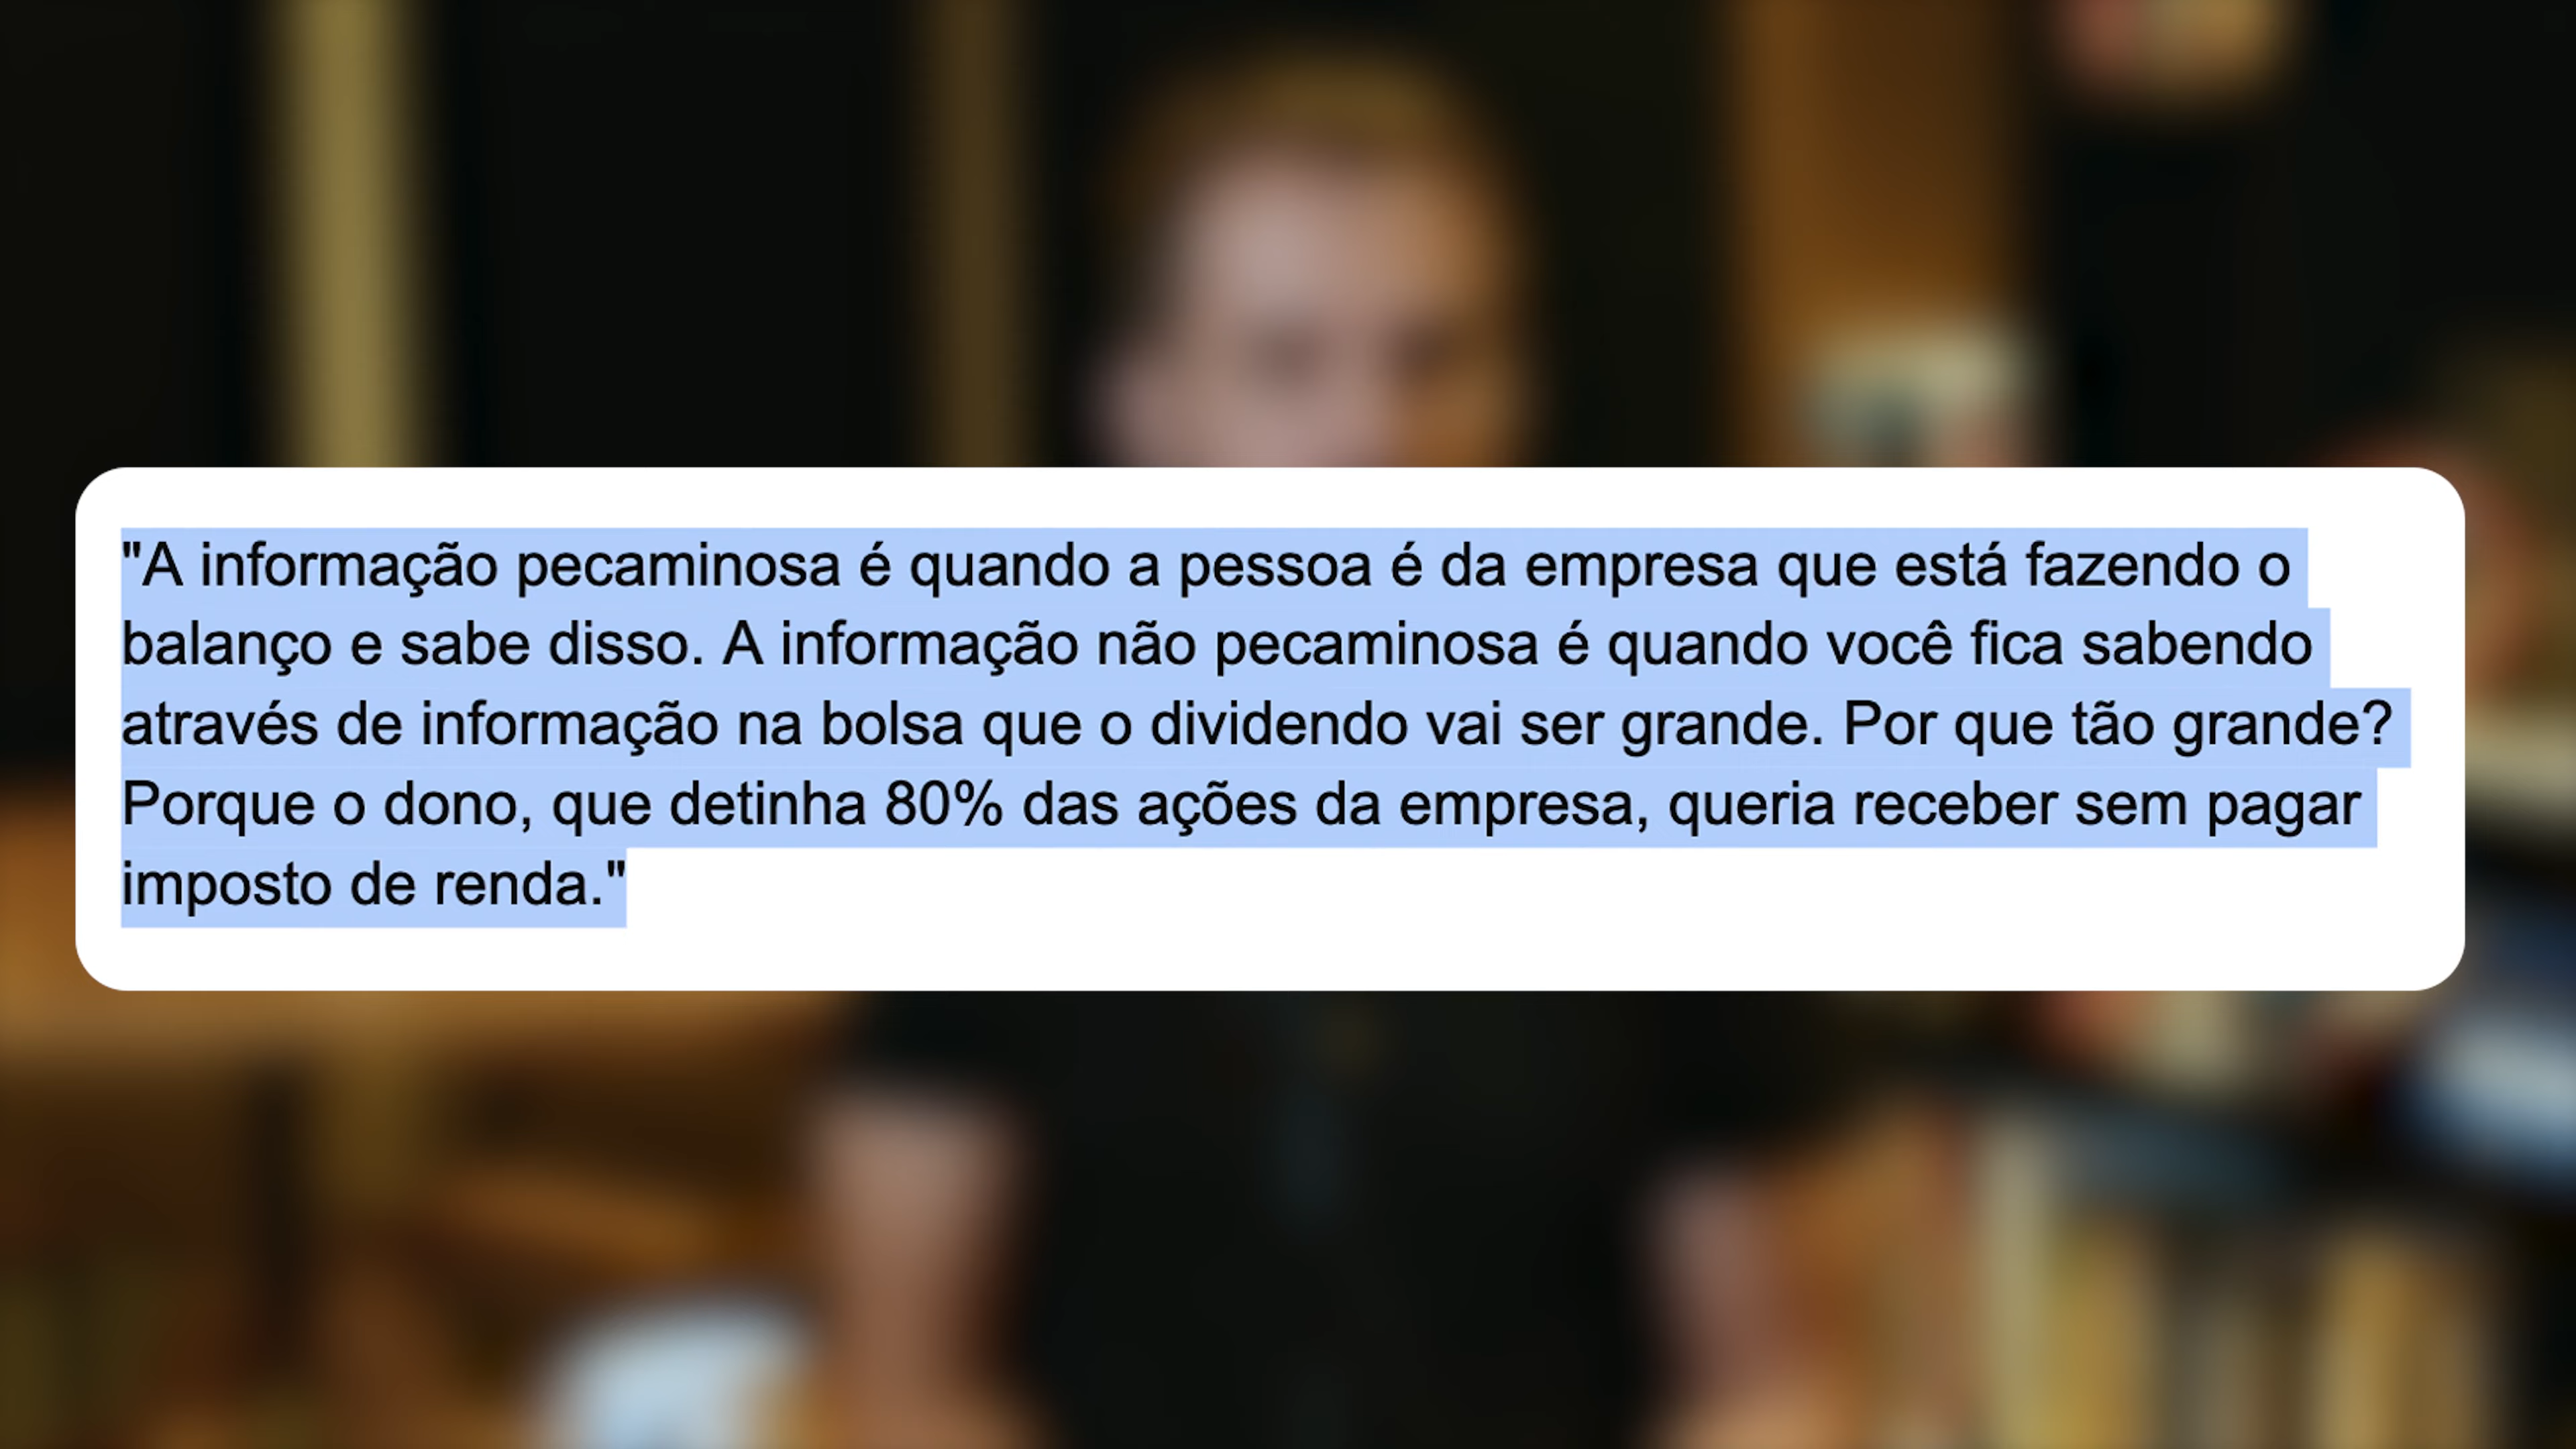 "A informação pecaminosa é quando a pessoa é da empresa que está fazendo o
balanço e sabe disso. A informação não pecaminosa é quando você fica sabendo
através de informação na bolsa que o dividendo vai ser grande. Por que tão grande?
Porque o dono, que detinha 80% das ações da empresa, queria receber sem pagar
imposto de renda."